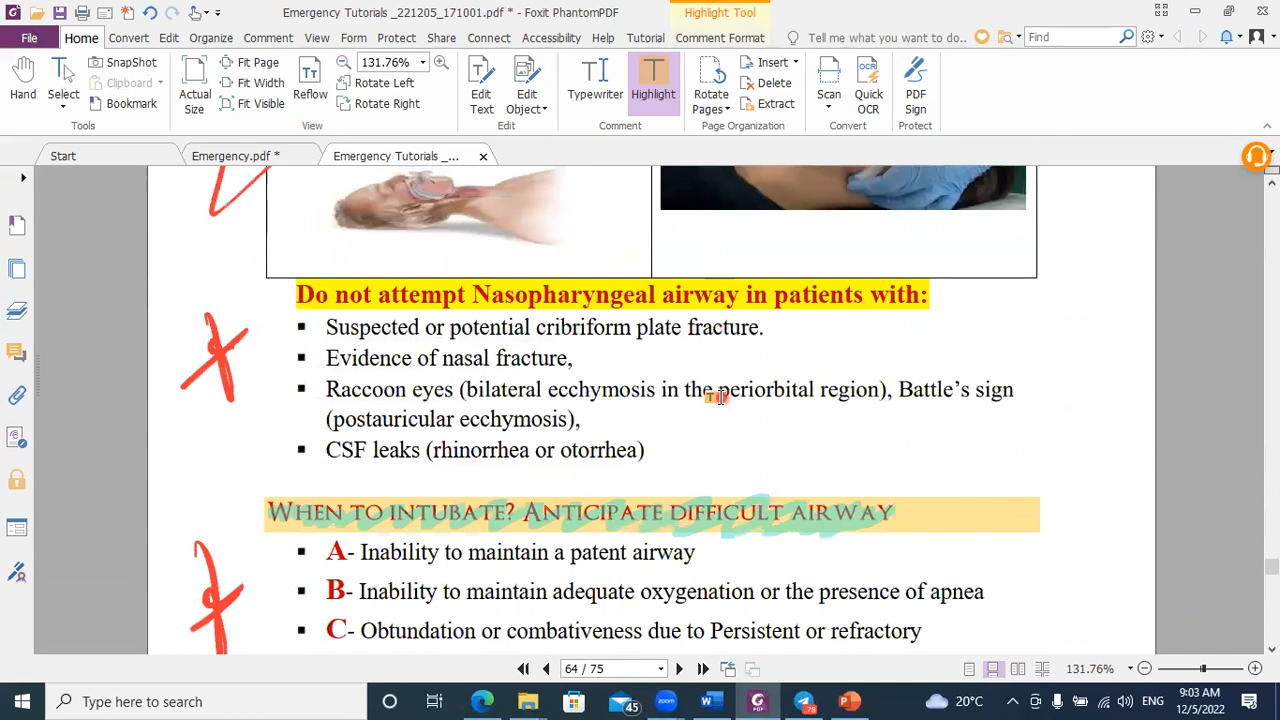 Emergency Tutorials _221205_171001.pdf * - Foxit PhantomPDF
Highlight Tool
File Home Convert Edit Organize Comment View Form Protect Share Connect Accessibility Help Tutorial Comment Format Tell me what you want to do... Find
Hand
Select
SnapShot
Clipboard
Bookmark
Tools
Actual Size
Fit Page
Fit Width
Fit Visible
Reflow
131.76%
Rotate Left
Rotate Right
View
Edit Text
Edit Object
Edit
Typewriter
Highlight
Comment
Rotate Pages
Insert
Delete
Extract
Page Organization
Scan
Quick OCR
Convert
PDF Sign
Protect
Start
Emergency.pdf *
Emergency Tutorials _...
Do not attempt Nasopharyngeal airway in patients with:
▪ Suspected or potential cribriform plate fracture.
▪ Evidence of nasal fracture,
▪ Raccoon eyes (bilateral ecchymosis in the periorbital region), Battle’s sign
(postauricular ecchymosis),
▪ CSF leaks (rhinorrhea or otorrhea)
WHEN TO INTUBATE? ANTICIPATE DIFFICULT AIRWAY
▪ A- Inability to maintain a patent airway
▪ B- Inability to maintain adequate oxygenation or the presence of apnea
▪ C- Obtundation or combativeness due to Persistent or refractory
64 / 75
131.76%
Type here to search
45
zoom
78
20°C
ENG
9:03 AM
12/5/2022